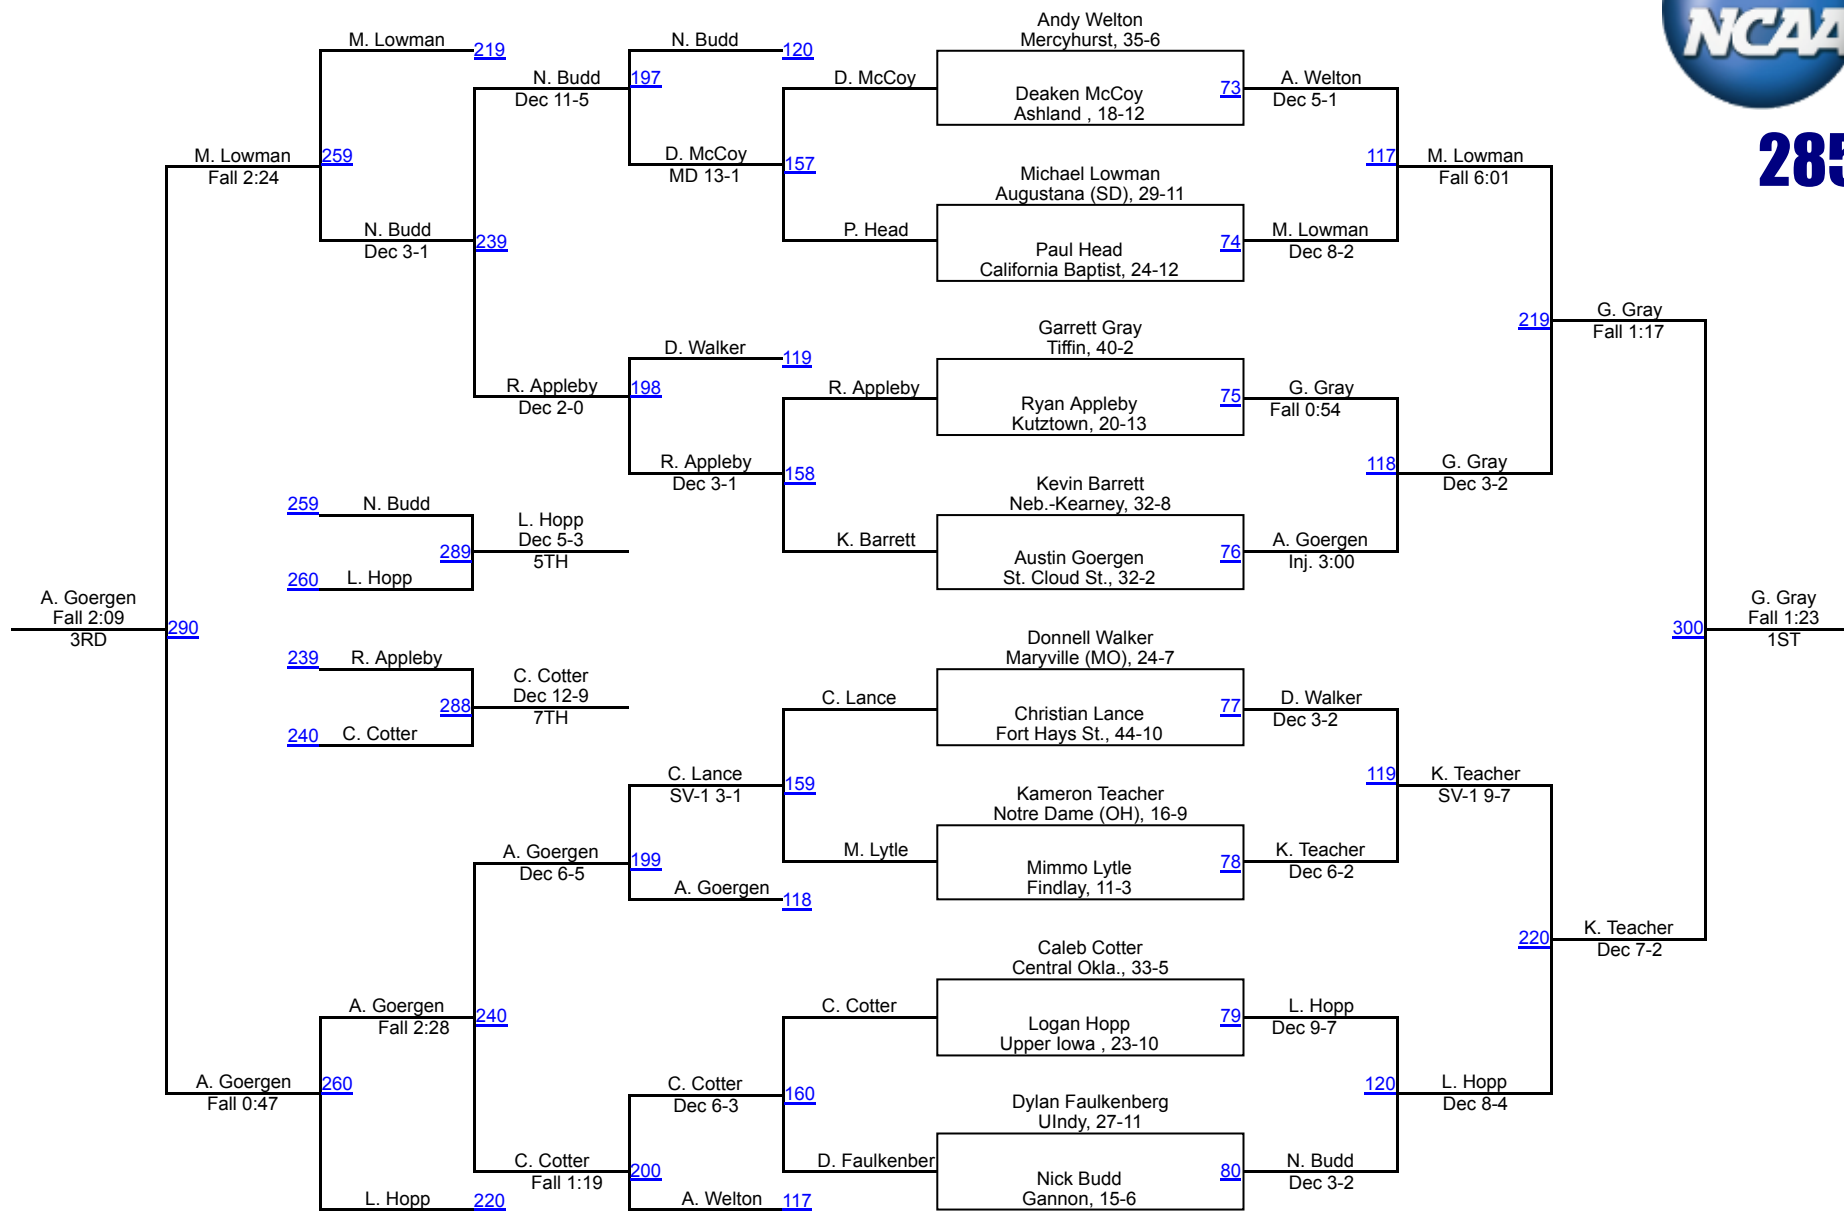 NCAA
285
Andy Welton
Mercyhurst, 35-6
Deaken McCoy
Ashland , 18-12
73
A. Welton
Dec 5-1
Michael Lowman
Augustana (SD), 29-11
Paul Head
California Baptist, 24-12
74
M. Lowman
Dec 8-2
117
M. Lowman
Fall 6:01
Garrett Gray
Tiffin, 40-2
Ryan Appleby
Kutztown, 20-13
75
G. Gray
Fall 0:54
Kevin Barrett
Neb.-Kearney, 32-8
Austin Goergen
St. Cloud St., 32-2
76
A. Goergen
Inj. 3:00
118
G. Gray
Dec 3-2
219
G. Gray
Fall 1:17
Donnell Walker
Maryville (MO), 24-7
Christian Lance
Fort Hays St., 44-10
77
D. Walker
Dec 3-2
Kameron Teacher
Notre Dame (OH), 16-9
Mimmo Lytle
Findlay, 11-3
78
K. Teacher
Dec 6-2
119
K. Teacher
SV-1 9-7
Caleb Cotter
Central Okla., 33-5
Logan Hopp
Upper Iowa , 23-10
79
L. Hopp
Dec 9-7
Dylan Faulkenberg
UIndy, 27-11
Nick Budd
Gannon, 15-6
80
N. Budd
Dec 3-2
120
L. Hopp
Dec 8-4
220
K. Teacher
Dec 7-2
300
G. Gray
Fall 1:23
1ST
D. McCoy
P. Head
157
D. McCoy
MD 13-1
N. Budd
120
197
N. Budd
Dec 11-5
R. Appleby
K. Barrett
158
R. Appleby
Dec 3-1
D. Walker
119
198
R. Appleby
Dec 2-0
239
N. Budd
Dec 3-1
M. Lowman
219
259
M. Lowman
Fall 2:24
259
N. Budd
260
L. Hopp
289
L. Hopp
Dec 5-3
5TH
239
R. Appleby
240
C. Cotter
288
C. Cotter
Dec 12-9
7TH
C. Lance
M. Lytle
159
C. Lance
SV-1 3-1
A. Goergen
118
199
A. Goergen
Dec 6-5
C. Cotter
D. Faulkenber
160
C. Cotter
Dec 6-3
A. Welton
117
200
C. Cotter
Fall 1:19
240
A. Goergen
Fall 2:28
L. Hopp
220
260
A. Goergen
Fall 0:47
290
A. Goergen
Fall 2:09
3RD